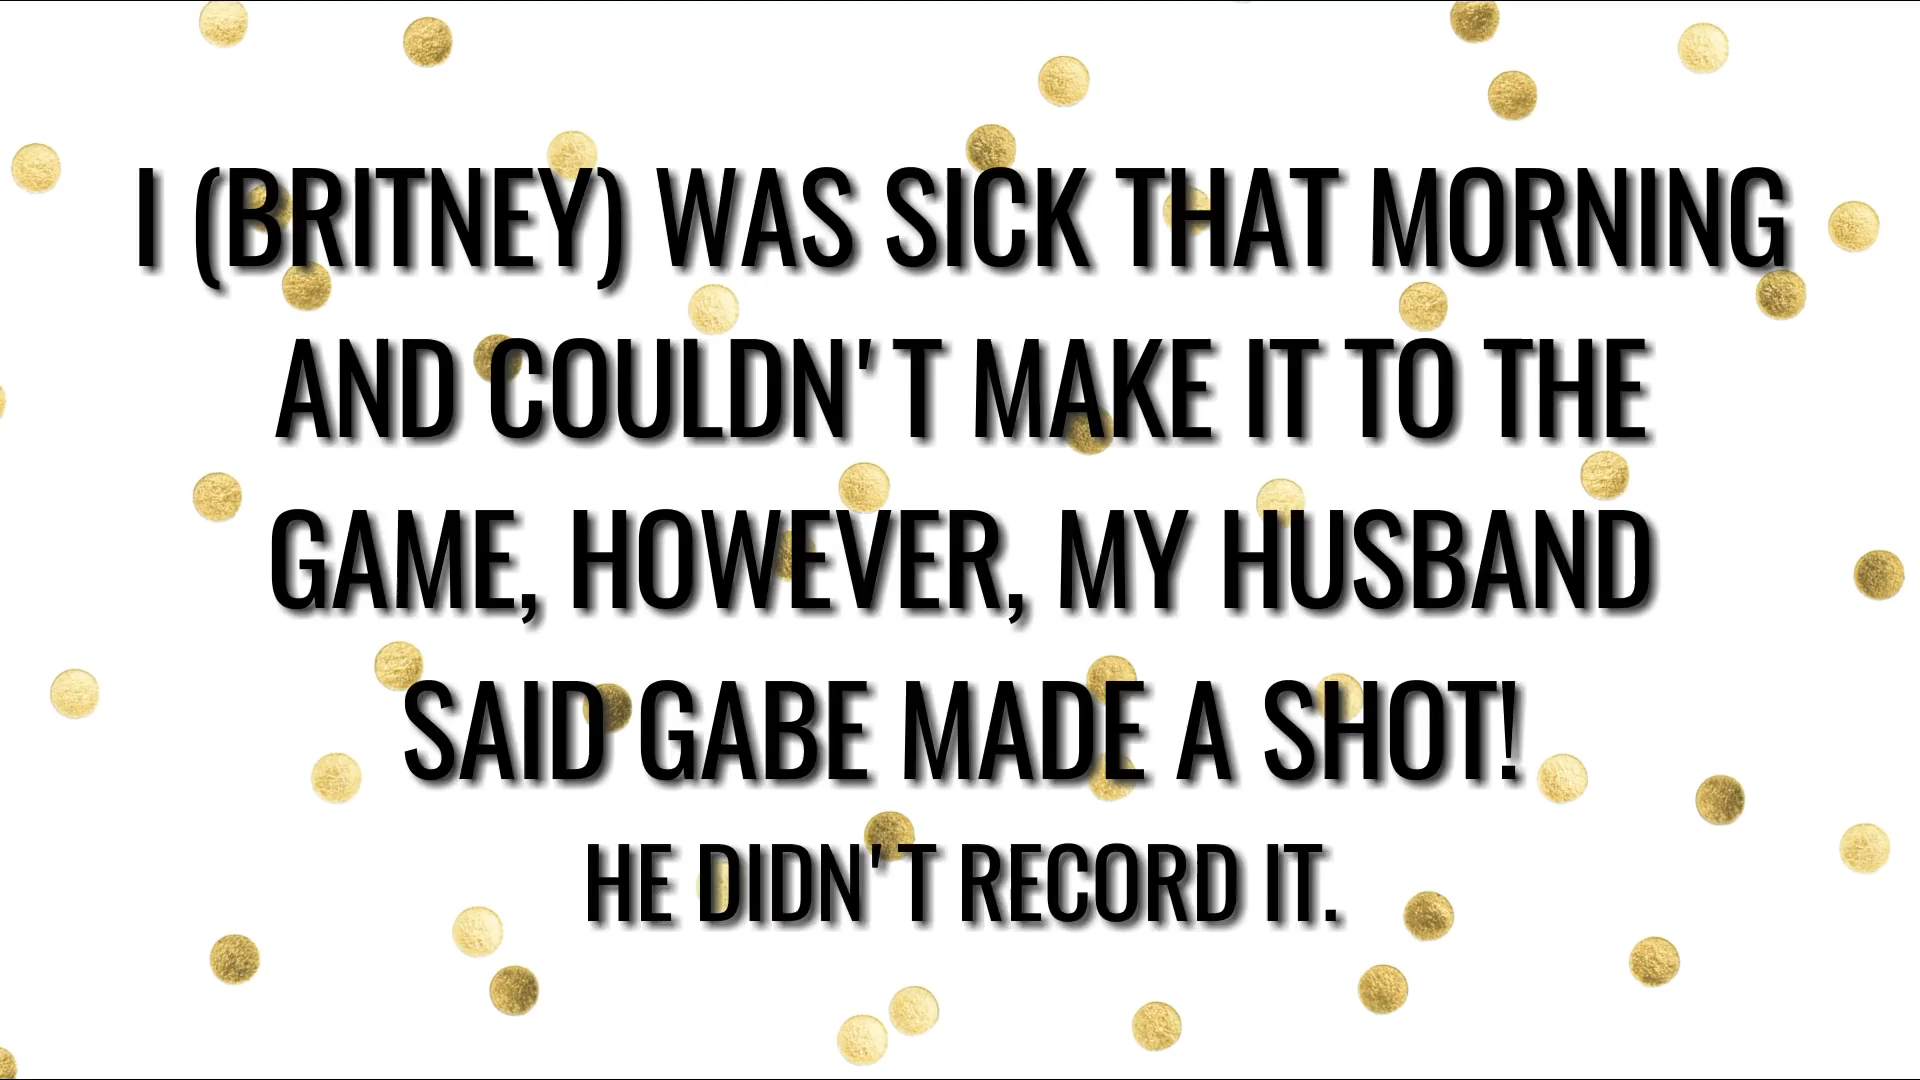 I (BRITNEY) WAS SICK THAT MORNING
AND COULDN'T MAKE IT TO THE
GAME, HOWEVER, MY HUSBAND
SAID GABE MADE A SHOT!
HE DIDN'T RECORD IT.